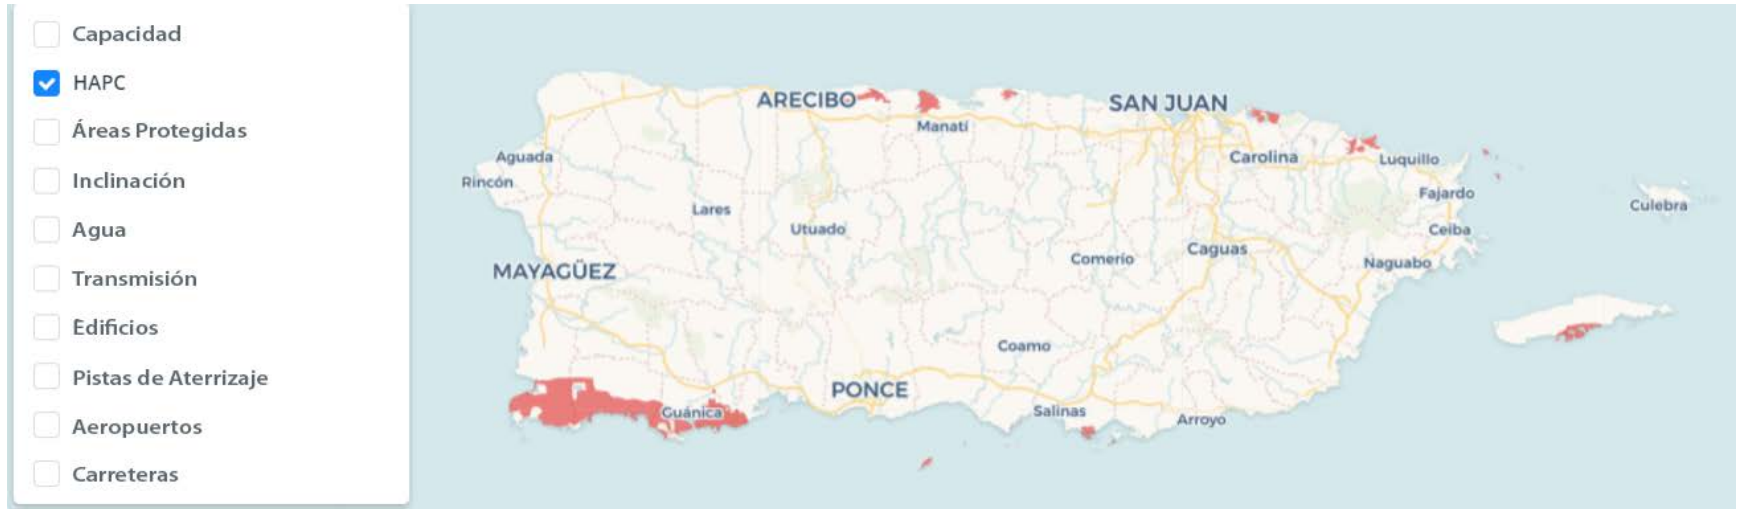 Capacidad
HAPC
Áreas Protegidas
Inclinación
Agua
Transmisión
Edificios
Pistas de Aterrizaje
Aeropuertos
Carreteras
ARECIBO
SAN JUAN
Manatí
Aguada
Carolina
Luquillo
Rincón
Fajardo
Lares
Culebra
Utuado
Ceiba
Caguas
Comerío
Naguabo
MAYAGÜEZ
Coamo
PONCE
Guánica
Salinas
Arroyo